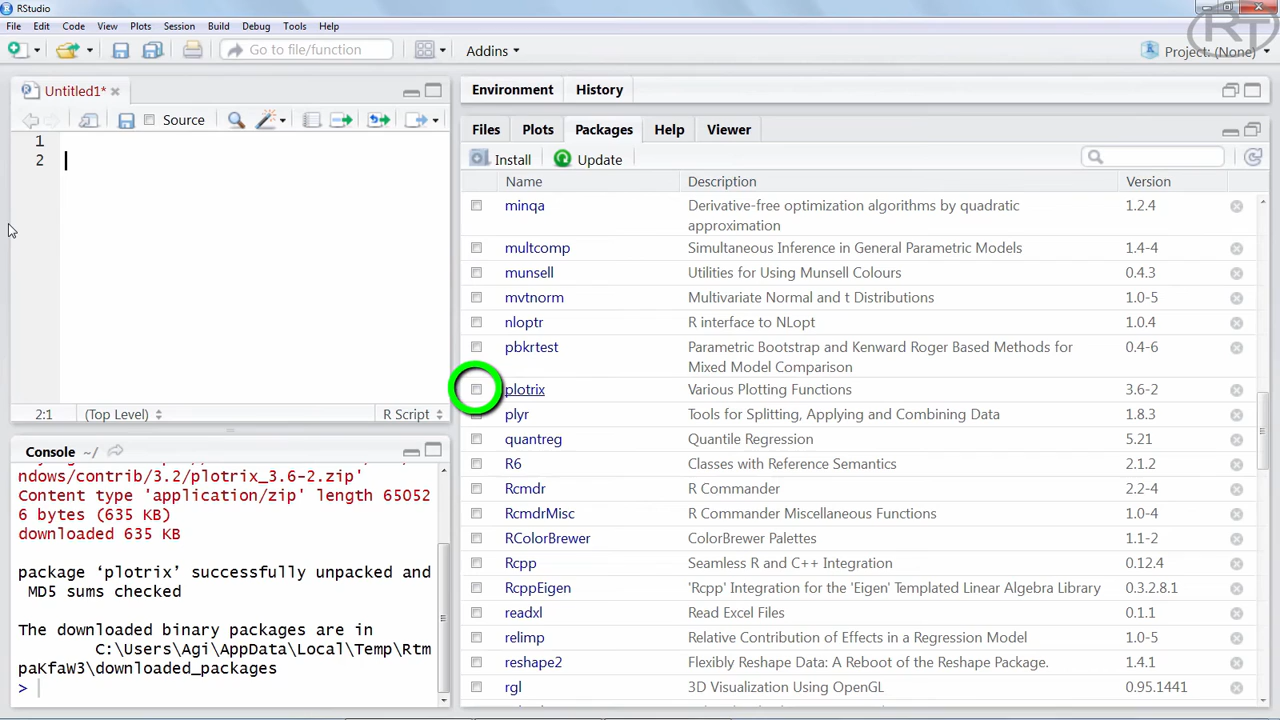 RStudio
File Edit Code View Plots Session Build Debug Tools Help
RT
Go to file/function Addins Project: (None)
Untitled1*
Source
1
2
2:1 (Top Level) R Script
Console ~/
ndows/contrib/3.2/plotrix_3.6-2.zip'
Content type 'application/zip' length 65052
6 bytes (635 KB)
downloaded 635 KB
package ‘plotrix’ successfully unpacked and
MD5 sums checked
The downloaded binary packages are in
C:\Users\Agi\AppData\Local\Temp\Rtm
paKfaW3\downloaded_packages
>
Environment History
Files Plots Packages Help Viewer
Install Update
Name Description Version
minqa Derivative-free optimization algorithms by quadratic 1.2.4
approximation
multcomp Simultaneous Inference in General Parametric Models 1.4-4
munsell Utilities for Using Munsell Colours 0.4.3
mvtnorm Multivariate Normal and t Distributions 1.0-5
nloptr R interface to NLopt 1.0.4
pbkrtest Parametric Bootstrap and Kenward Roger Based Methods for 0.4-6
Mixed Model Comparison
plotrix Various Plotting Functions 3.6-2
plyr Tools for Splitting, Applying and Combining Data 1.8.3
quantreg Quantile Regression 5.21
R6 Classes with Reference Semantics 2.1.2
Rcmdr R Commander 2.2-4
RcmdrMisc R Commander Miscellaneous Functions 1.0-4
RColorBrewer ColorBrewer Palettes 1.1-2
Rcpp Seamless R and C++ Integration 0.12.4
RcppEigen 'Rcpp' Integration for the 'Eigen' Templated Linear Algebra Library 0.3.2.8.1
readxl Read Excel Files 0.1.1
relimp Relative Contribution of Effects in a Regression Model 1.0-5
reshape2 Flexibly Reshape Data: A Reboot of the Reshape Package. 1.4.1
rgl 3D Visualization Using OpenGL 0.95.1441